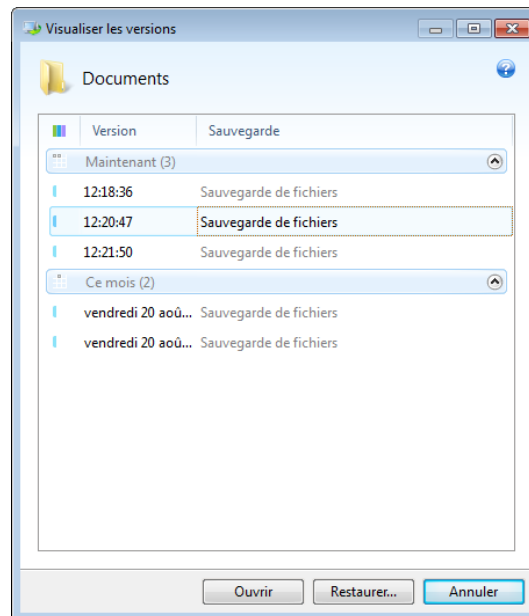 Visualiser les versions
Documents
Version Sauvegarde
Maintenant (3)
12:18:36 Sauvegarde de fichiers
12:20:47 Sauvegarde de fichiers
12:21:50 Sauvegarde de fichiers
Ce mois (2)
vendredi 20 aoû... Sauvegarde de fichiers
vendredi 20 aoû... Sauvegarde de fichiers
Ouvrir Restaurer... Annuler